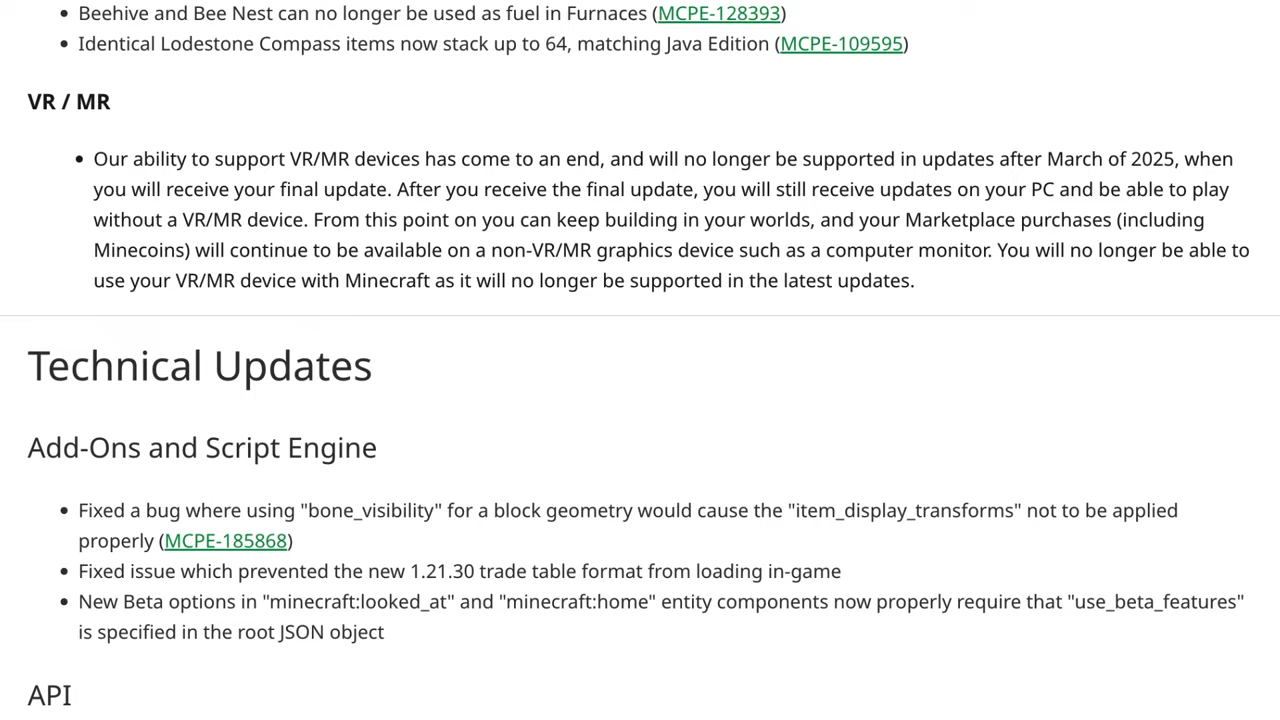 • Beehive and Bee Nest can no longer be used as fuel in Furnaces (MCPE-128393)
• Identical Lodestone Compass items now stack up to 64, matching Java Edition (MCPE-109595)
VR / MR
• Our ability to support VR/MR devices has come to an end, and will no longer be supported in updates after March of 2025, when
you will receive your final update. After you receive the final update, you will still receive updates on your PC and be able to play
without a VR/MR device. From this point on you can keep building in your worlds, and your Marketplace purchases (including
Minecoins) will continue to be available on a non-VR/MR graphics device such as a computer monitor. You will no longer be able to
use your VR/MR device with Minecraft as it will no longer be supported in the latest updates.
Technical Updates
Add-Ons and Script Engine
• Fixed a bug where using "bone_visibility" for a block geometry would cause the "item_display_transforms" not to be applied
properly (MCPE-185868)
• Fixed issue which prevented the new 1.21.30 trade table format from loading in-game
• New Beta options in "minecraft:looked_at" and "minecraft:home" entity components now properly require that "use_beta_features"
is specified in the root JSON object
API